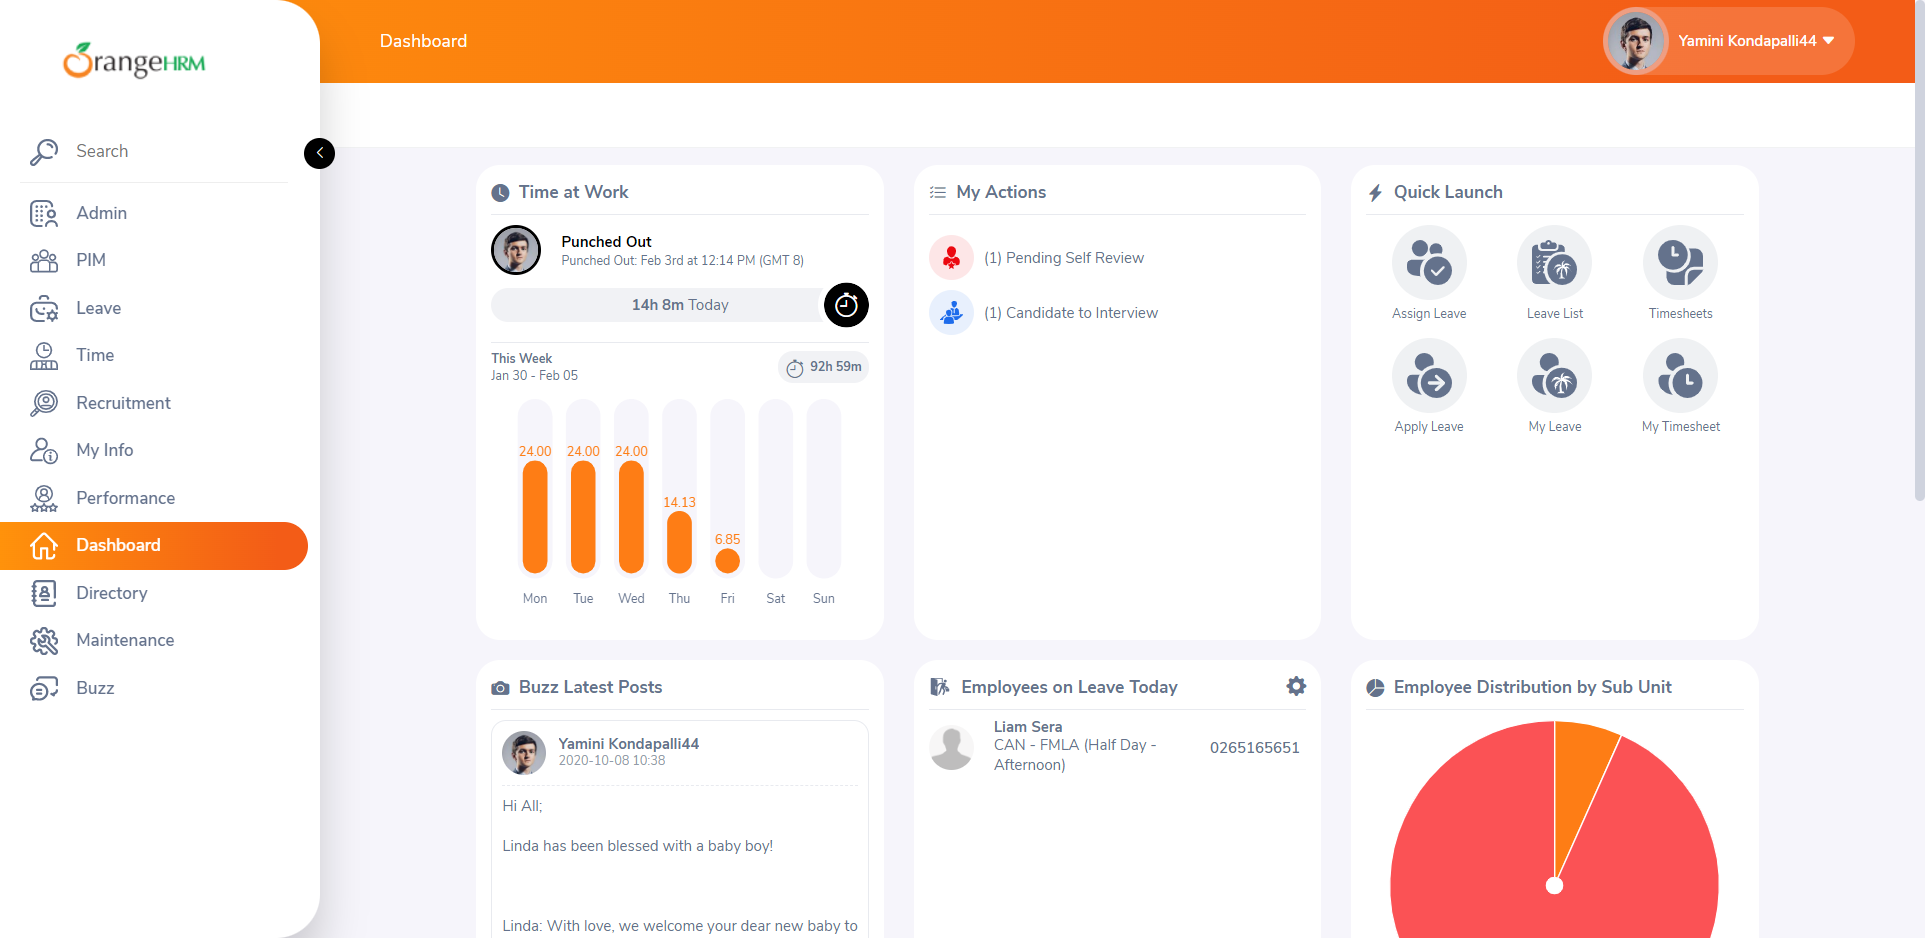 OrangeHRM
Search
Admin
PIM
Leave
Time
Recruitment
My Info
Performance
Dashboard
Directory
Maintenance
Buzz
Dashboard
Yamini Kondapalli44
Time at Work
Punched Out
Punched Out: Feb 3rd at 12:14 PM (GMT 8)
14h 8m Today
This Week
Jan 30 - Feb 05
92h 59m
24.00 24.00 24.00
14.13
6.85
Mon Tue Wed Thu Fri Sat Sun
My Actions
(1) Pending Self Review
(1) Candidate to Interview
Quick Launch
Assign Leave Leave List Timesheets
Apply Leave My Leave My Timesheet
Buzz Latest Posts
Yamini Kondapalli44
2020-10-08 10:38
Hi All;
Linda has been blessed with a baby boy!
Linda: With love, we welcome your dear new baby to
Employees on Leave Today
Liam Sera
CAN - FMLA (Half Day -
Afternoon)
0265165651
Employee Distribution by Sub Unit